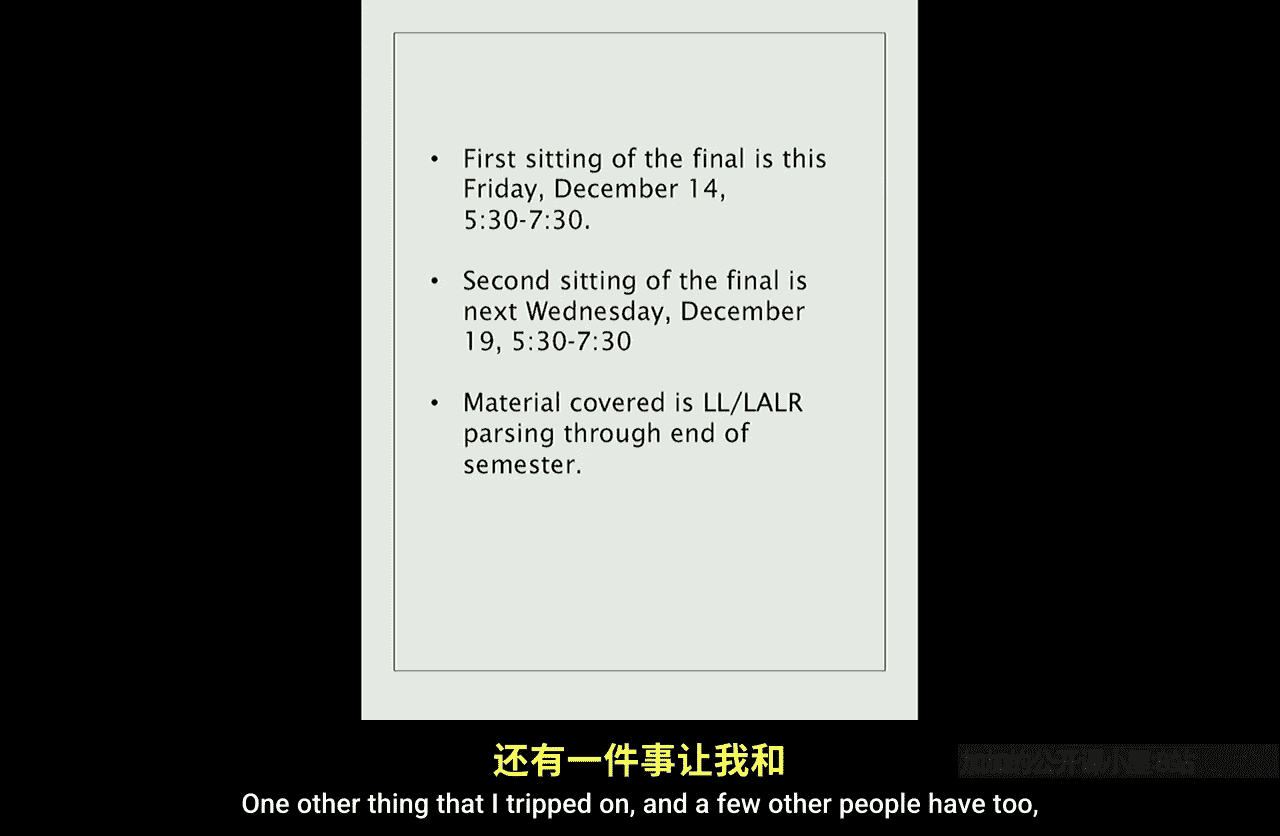 • First sitting of the final is this
Friday, December 14,
5:30-7:30.
• Second sitting of the final is
next Wednesday, December
19, 5:30-7:30
• Material covered is LL/LALR
parsing through end of
semester.
还有一件事让我和
One other thing that I tripped on, and a few other people have too,